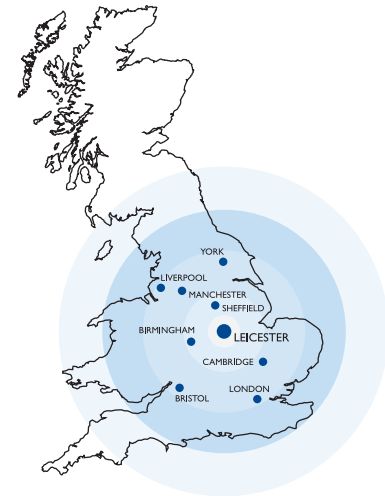 YORK
LIVERPOOL
MANCHESTER
SHEFFIELD
BIRMINGHAM
LEICESTER
CAMBRIDGE
LONDON
BRISTOL